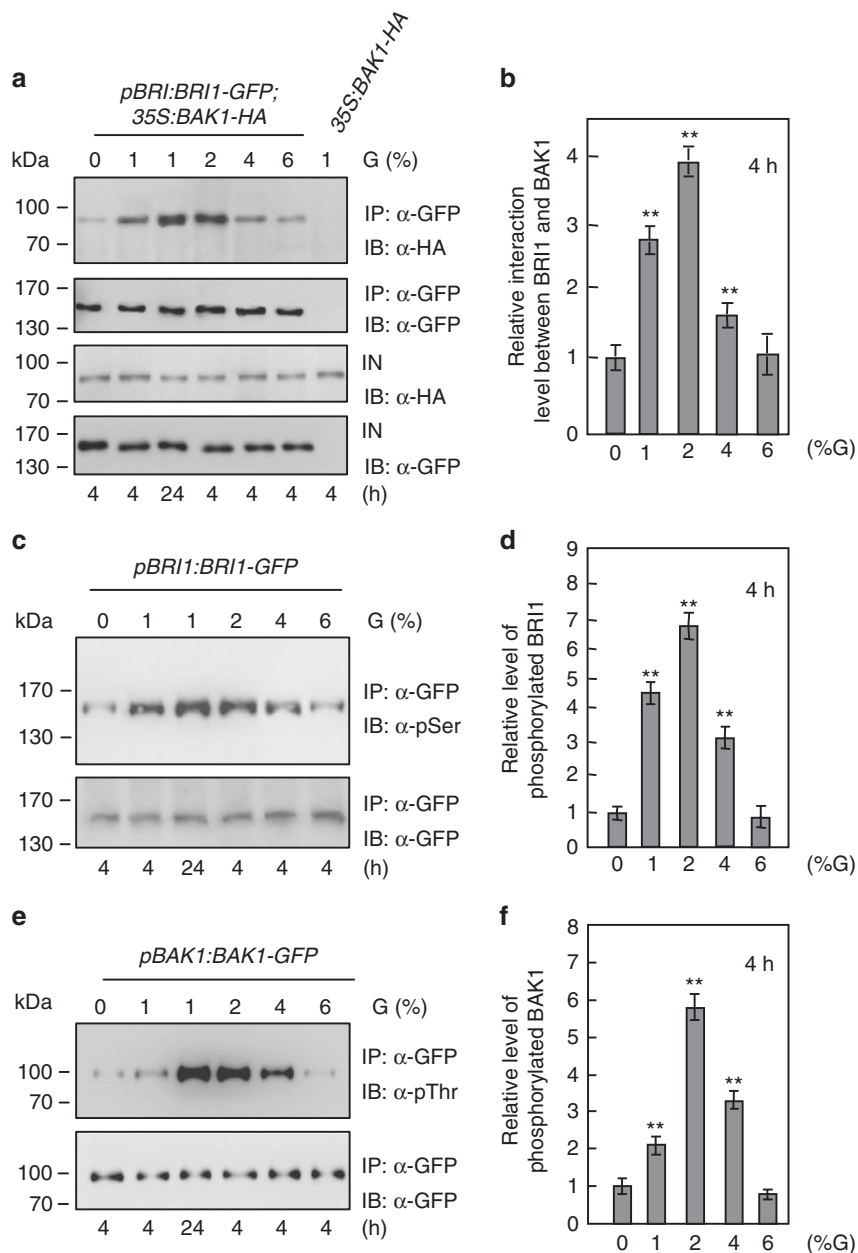 a
pBRI:BRI1-GFP;
35S:BAK1-HA
35S:BAK1-HA
kDa
0 1 1 2 4 6 1 G (%)
100
70
IP: α-GFP
IB: α-HA
170
130
IP: α-GFP
IB: α-GFP
100
70
IN
IB: α-HA
170
130
IN
IB: α-GFP
4 4 24 4 4 4 4 (h)
b
Relative interaction
level between BRI1 and BAK1
4 h
4
3
2
1
0
**
**
**
0 1 2 4 6 (%G)
c
pBRI1:BRI1-GFP
kDa
0 1 1 2 4 6 G (%)
170
130
IP: α-GFP
IB: α-pSer
170
130
IP: α-GFP
IB: α-GFP
4 4 24 4 4 4 (h)
d
Relative level of
phosphorylated BRI1
4 h
9
8
7
6
5
4
3
2
1
0
**
**
**
0 1 2 4 6 (%G)
e
pBAK1:BAK1-GFP
kDa
0 1 1 2 4 6 G (%)
100
70
IP: α-GFP
IB: α-pThr
100
70
IP: α-GFP
IB: α-GFP
4 4 24 4 4 4 (h)
f
Relative level of
phosphorylated BAK1
4 h
8
7
6
5
4
3
2
1
0
**
**
**
0 1 2 4 6 (%G)